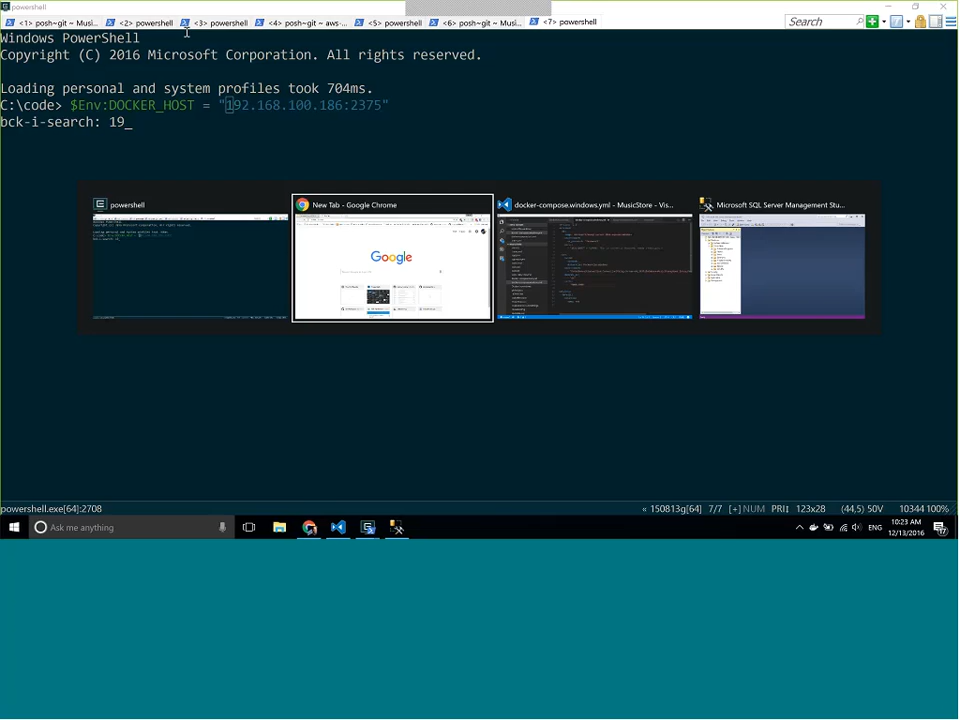 powershell
<1> posh~git ~ Musi... <2> powershell <3> powershell <4> posh~git ~ aws-... <5> powershell <6> posh~git ~ Musi... <7> powershell Search
Windows PowerShell
Copyright (C) 2016 Microsoft Corporation. All rights reserved.
Loading personal and system profiles took 704ms.
C:\code> $Env:DOCKER_HOST = "192.168.100.186:2375"
bck-i-search: 19_
powershell New Tab - Google Chrome docker-compose.windows.yml - MusicStore - Vis... Microsoft SQL Server Management Stu...
Google
powershell.exe[64]:2708 « 150813g[64] 7/7 [+] NUM PRI↕ 123x28 (44,5) 50V 10344 100%
Ask me anything ENG 10:23 AM
12/13/2016